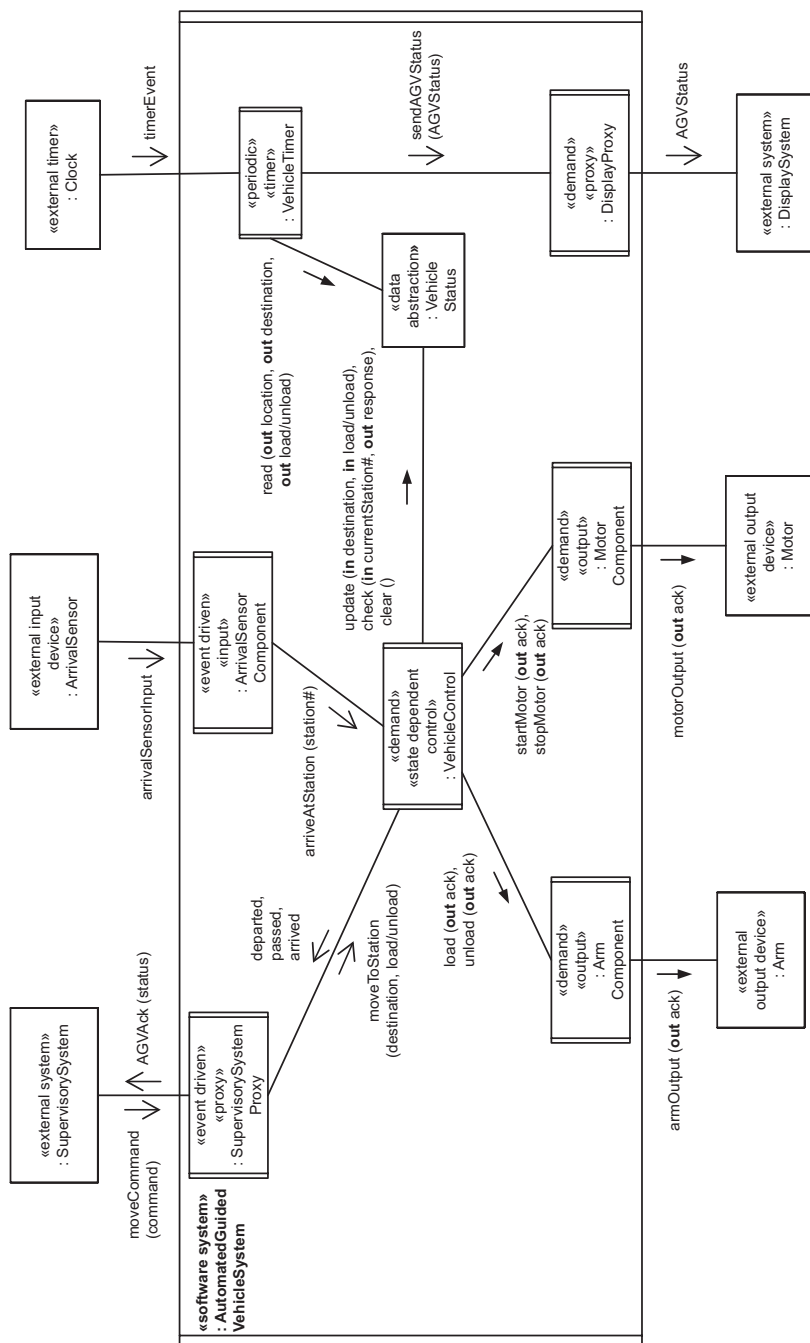 «external system»
: SupervisorySystem
«external input
device»
: ArrivalSensor
«external timer»
: Clock
moveCommand
(command)
AGVAck (status)
arrivalSensorInput
timerEvent
«software system»
: AutomatedGuided
VehicleSystem
«event driven»
«proxy»
: SupervisorySystem
Proxy
«event driven»
«input»
: ArrivalSensor
Component
«periodic»
«timer»
: VehicleTimer
departed,
passed,
arrived
moveToStation
(destination, load/unload)
arriveAtStation (station#)
read (out location, out destination,
out load/unload)
update (in destination, in load/unload),
check (in currentStation#, out response),
clear ()
sendAGVStatus
(AGVStatus)
«demand»
«state dependent
control»
: VehicleControl
«data
abstraction»
: Vehicle
Status
load (out ack),
unload (out ack)
startMotor (out ack),
stopMotor (out ack)
«demand»
«output»
: Arm
Component
«demand»
«output»
: Motor
Component
«demand»
«proxy»
: DisplayProxy
armOutput (out ack)
motorOutput (out ack)
AGVStatus
«external
output device»
: Arm
«external output
device»
: Motor
«external system»
: DisplaySystem